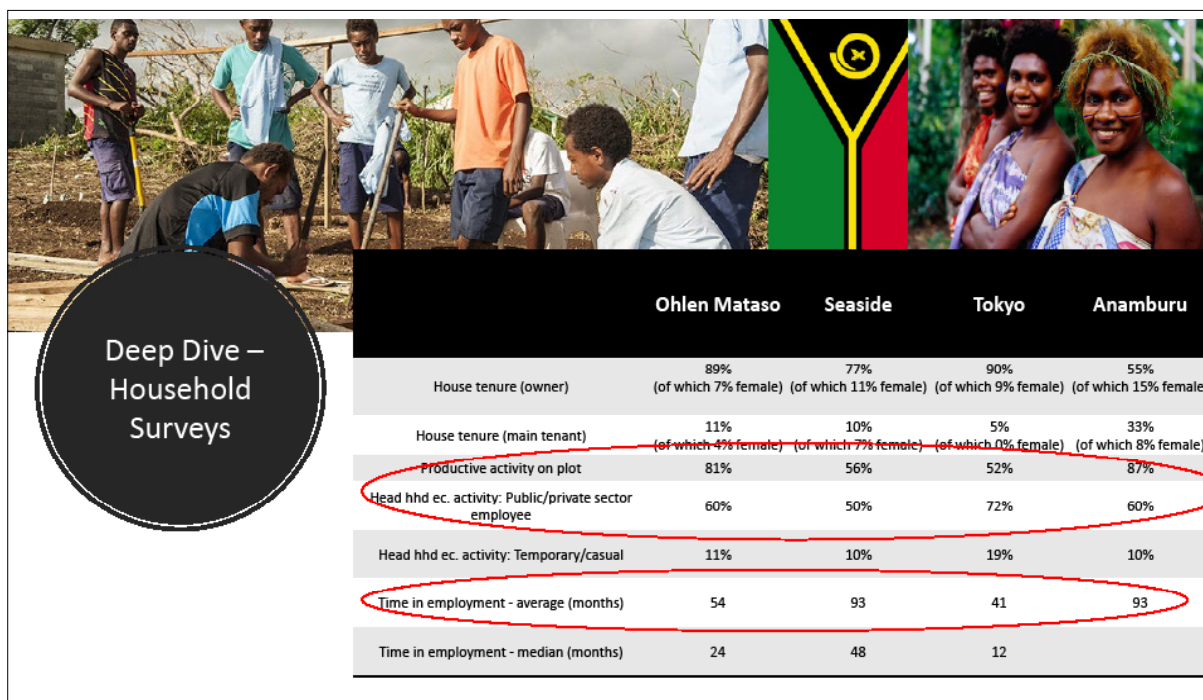 Deep Dive –
Household
Surveys
Ohlen Mataso Seaside Tokyo Anamburu
House tenure (owner) 89% 77% 90% 55%
(of which 7% female) (of which 11% female) (of which 9% female) (of which 15% female
House tenure (main tenant) 11% 10% 5% 33%
(of which 4% female) (of which 7% female) (of which 0% female) (of which 8% female)
Productive activity on plot 81% 56% 52% 87%
Head hhd ec. activity: Public/private sector
employee 60% 50% 72% 60%
Head hhd ec. activity: Temporary/casual 11% 10% 19% 10%
Time in employment - average (months) 54 93 41 93
Time in employment - median (months) 24 48 12